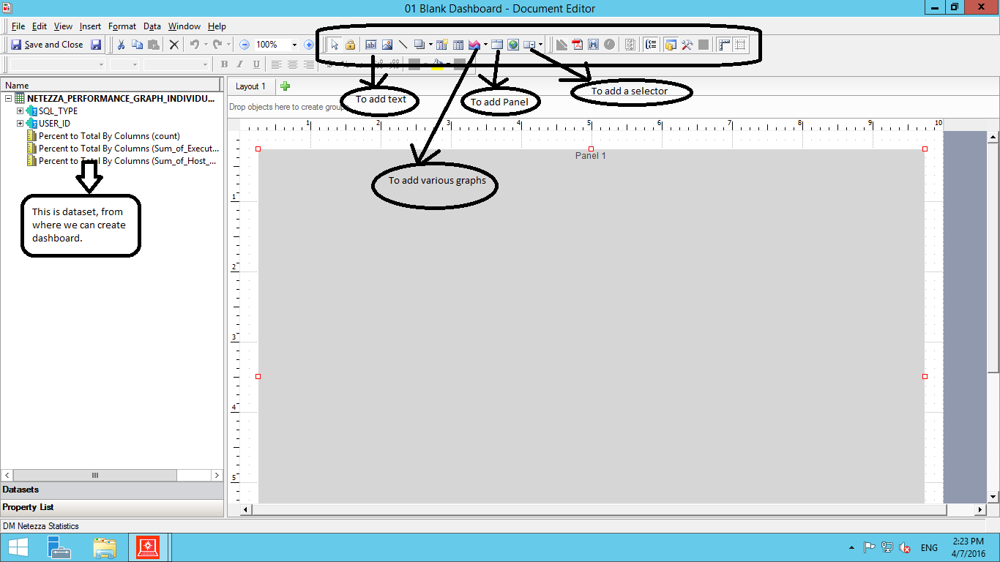 01 Blank Dashboard - Document Editor
File Edit View Insert Format Data Window Help
Save and Close 100%
B I U
Name
NETEZZA_PERFORMANCE_GRAPH_INDIVIDU...
SQL_TYPE
USER_ID
Percent to Total By Columns (count)
Percent to Total By Columns (Sum_of_Execut...
Percent to Total By Columns (Sum_of_Host_...
This is dataset, from
where we can create
dashboard.
Datasets
Property List
Layout 1
To add text
To add Panel
To add a selector
Drop objects here to create grou
1 2 3 4 5 6 7 8 9 10
Panel 1
To add various graphs
1
2
3
4
5
DM Netezza Statistics
ENG
2:23 PM
4/7/2016